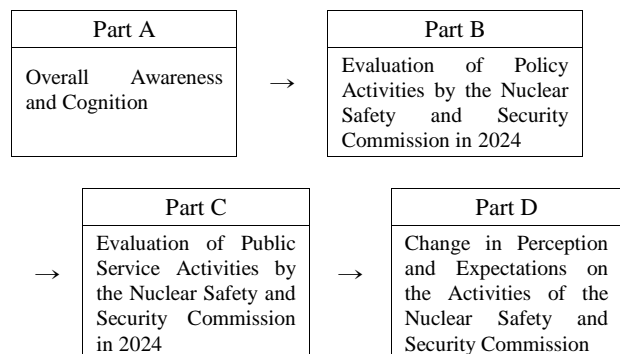 Part A
Overall Awareness
and Cognition
→
Part B
Evaluation of Policy
Activities by the Nuclear
Safety and Security
Commission in 2024
→
Part C
Evaluation of Public
Service Activities by
the Nuclear Safety and
Security Commission
in 2024
→
Part D
Change in Perception
and Expectations on
the Activities of the
Nuclear Safety and
Security Commission